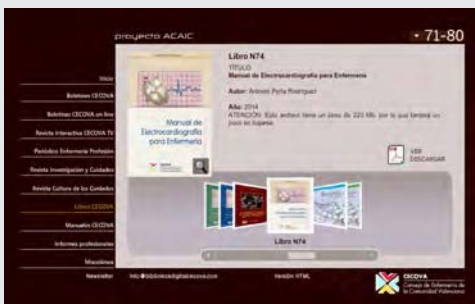 proyecto ACAIC
71-80
Inicio
Boletines CECOVA
Boletines CECOVA on line
Revista Interactiva CECOVA TV
Periódico Enfermería Profesión
Revista Investigación y Cuidados
Revista Cultura de los Cuidados
Libros CECOVA
Manuales CECOVA
Informes profesionales
Miscelánea
Manual de
Electrocardiografía
para Enfermería
Libro N74
TÍTULO:
Manual de Electrocardiografía para Enfermería
Autor: Antonio Peña Rodríguez
Año: 2014
ATENCIÓN: Este archivo tiene un peso de 223 Mb, por lo que tardará un
poco en bajarse.
VER
DESCARGAR
Libro N74
Newsletter
info@bibliotecadigitalcecova.com
Versión HTML
CECOVA
Consejo de Enfermería de
la Comunidad Valenciana